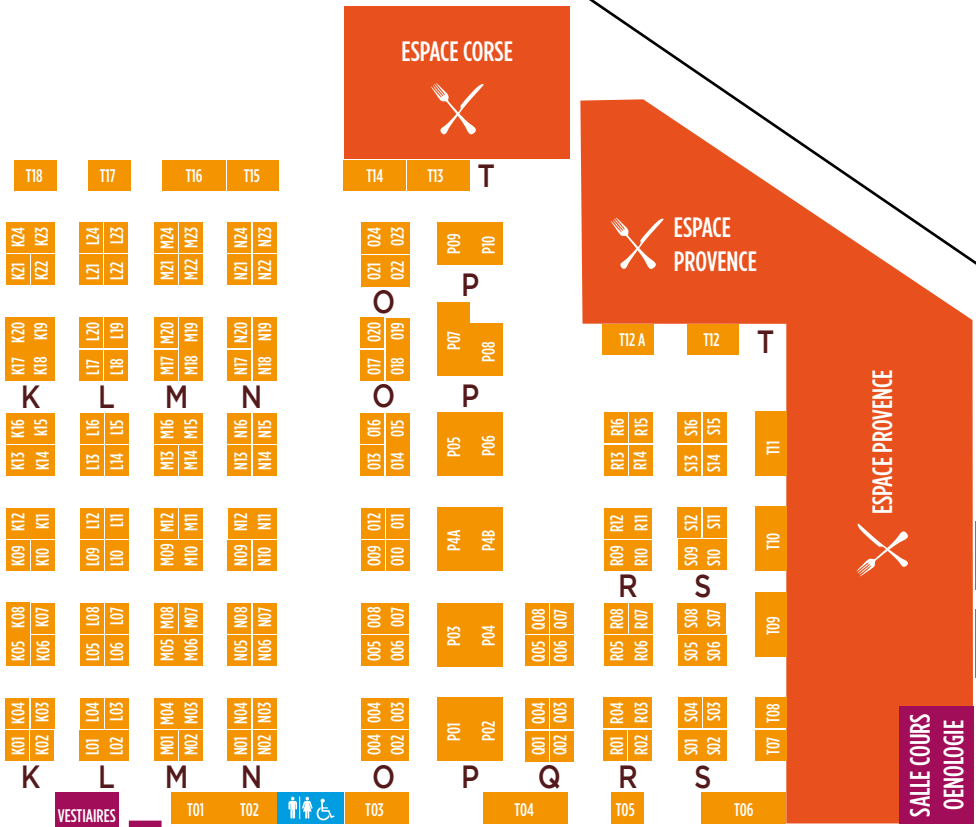 ESPACE CORSE
T18 T17 T16 T15 T14 T13 T
K24 K23 L24 L23 M24 M23 N24 N23 O24 O23 P09 P10
ESPACE
PROVENCE
K21 K22 L21 L22 M21 M22 N21 N22 O21 O22
O P
K20 K19 L20 L19 M20 M19 N20 N19 O20 O19 P07
T12 A T12 T
K17 K18 L17 L18 M17 M18 N17 N18 O17 O18 P08
K L M N O P
K16 K15 L16 L15 M16 M15 N16 N15 O16 O15 P05 P06 R16 R15 S16 S15 T11
K13 K14 L13 L14 M13 M14 N13 N14 O13 O14 R13 R14 S13 S14
ESPACE PROVENCE
K12 K11 L12 L11 M12 M11 N12 N11 O12 O11 P4A P4B R12 R11 S12 S11 T10
K09 K10 L09 L10 M09 M10 N09 N10 O09 O10 R09 R10 S09 S10
R S
K08 K07 L08 L07 M08 M07 N08 N07 O08 O07 P03 P04 Q08 Q07 R08 R07 S08 S07 T09
K05 K06 L05 L06 M05 M06 N05 N06 O05 O06 Q05 Q06 R05 R06 S05 S06
K04 K03 L04 L03 M04 M03 N04 N03 O04 O03 P01 P02 Q04 Q03 R04 R03 S04 S03 T08
K01 K02 L01 L02 M01 M02 N01 N02 O04 O02 Q01 Q02 R01 R02 S01 S02 T07
K L M N O P Q R S
SALLE COURS
OENOLOGIE
VESTIAIRES T01 T02 T03 T04 T05 T06